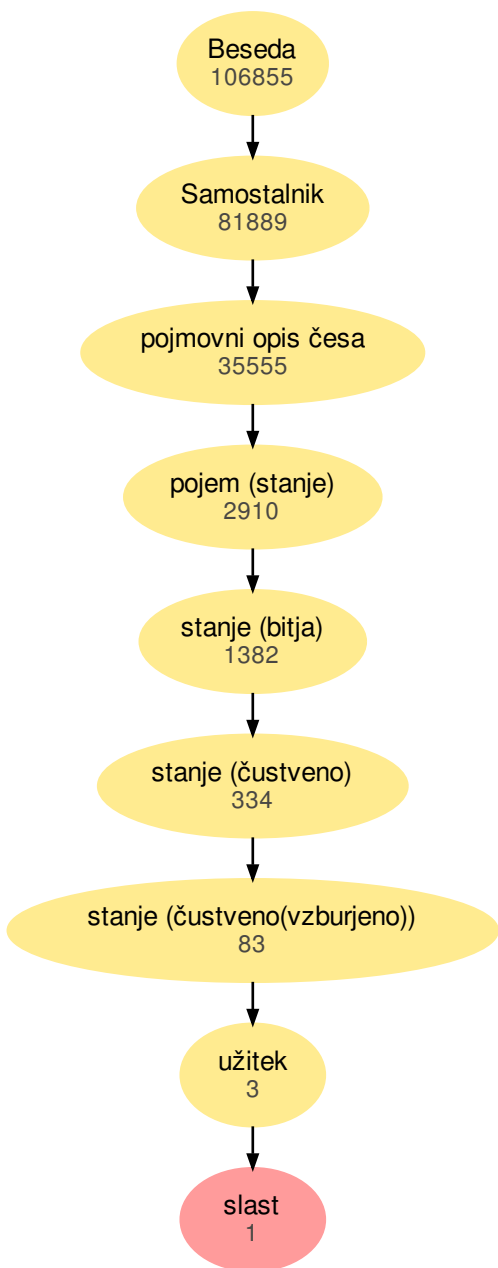 Beseda
106855
Samostalnik
81889
pojmovni opis česa
35555
pojem (stanje)
2910
stanje (bitja)
1382
stanje (čustveno)
334
stanje (čustveno(vzburjeno))
83
užitek
3
slast
1